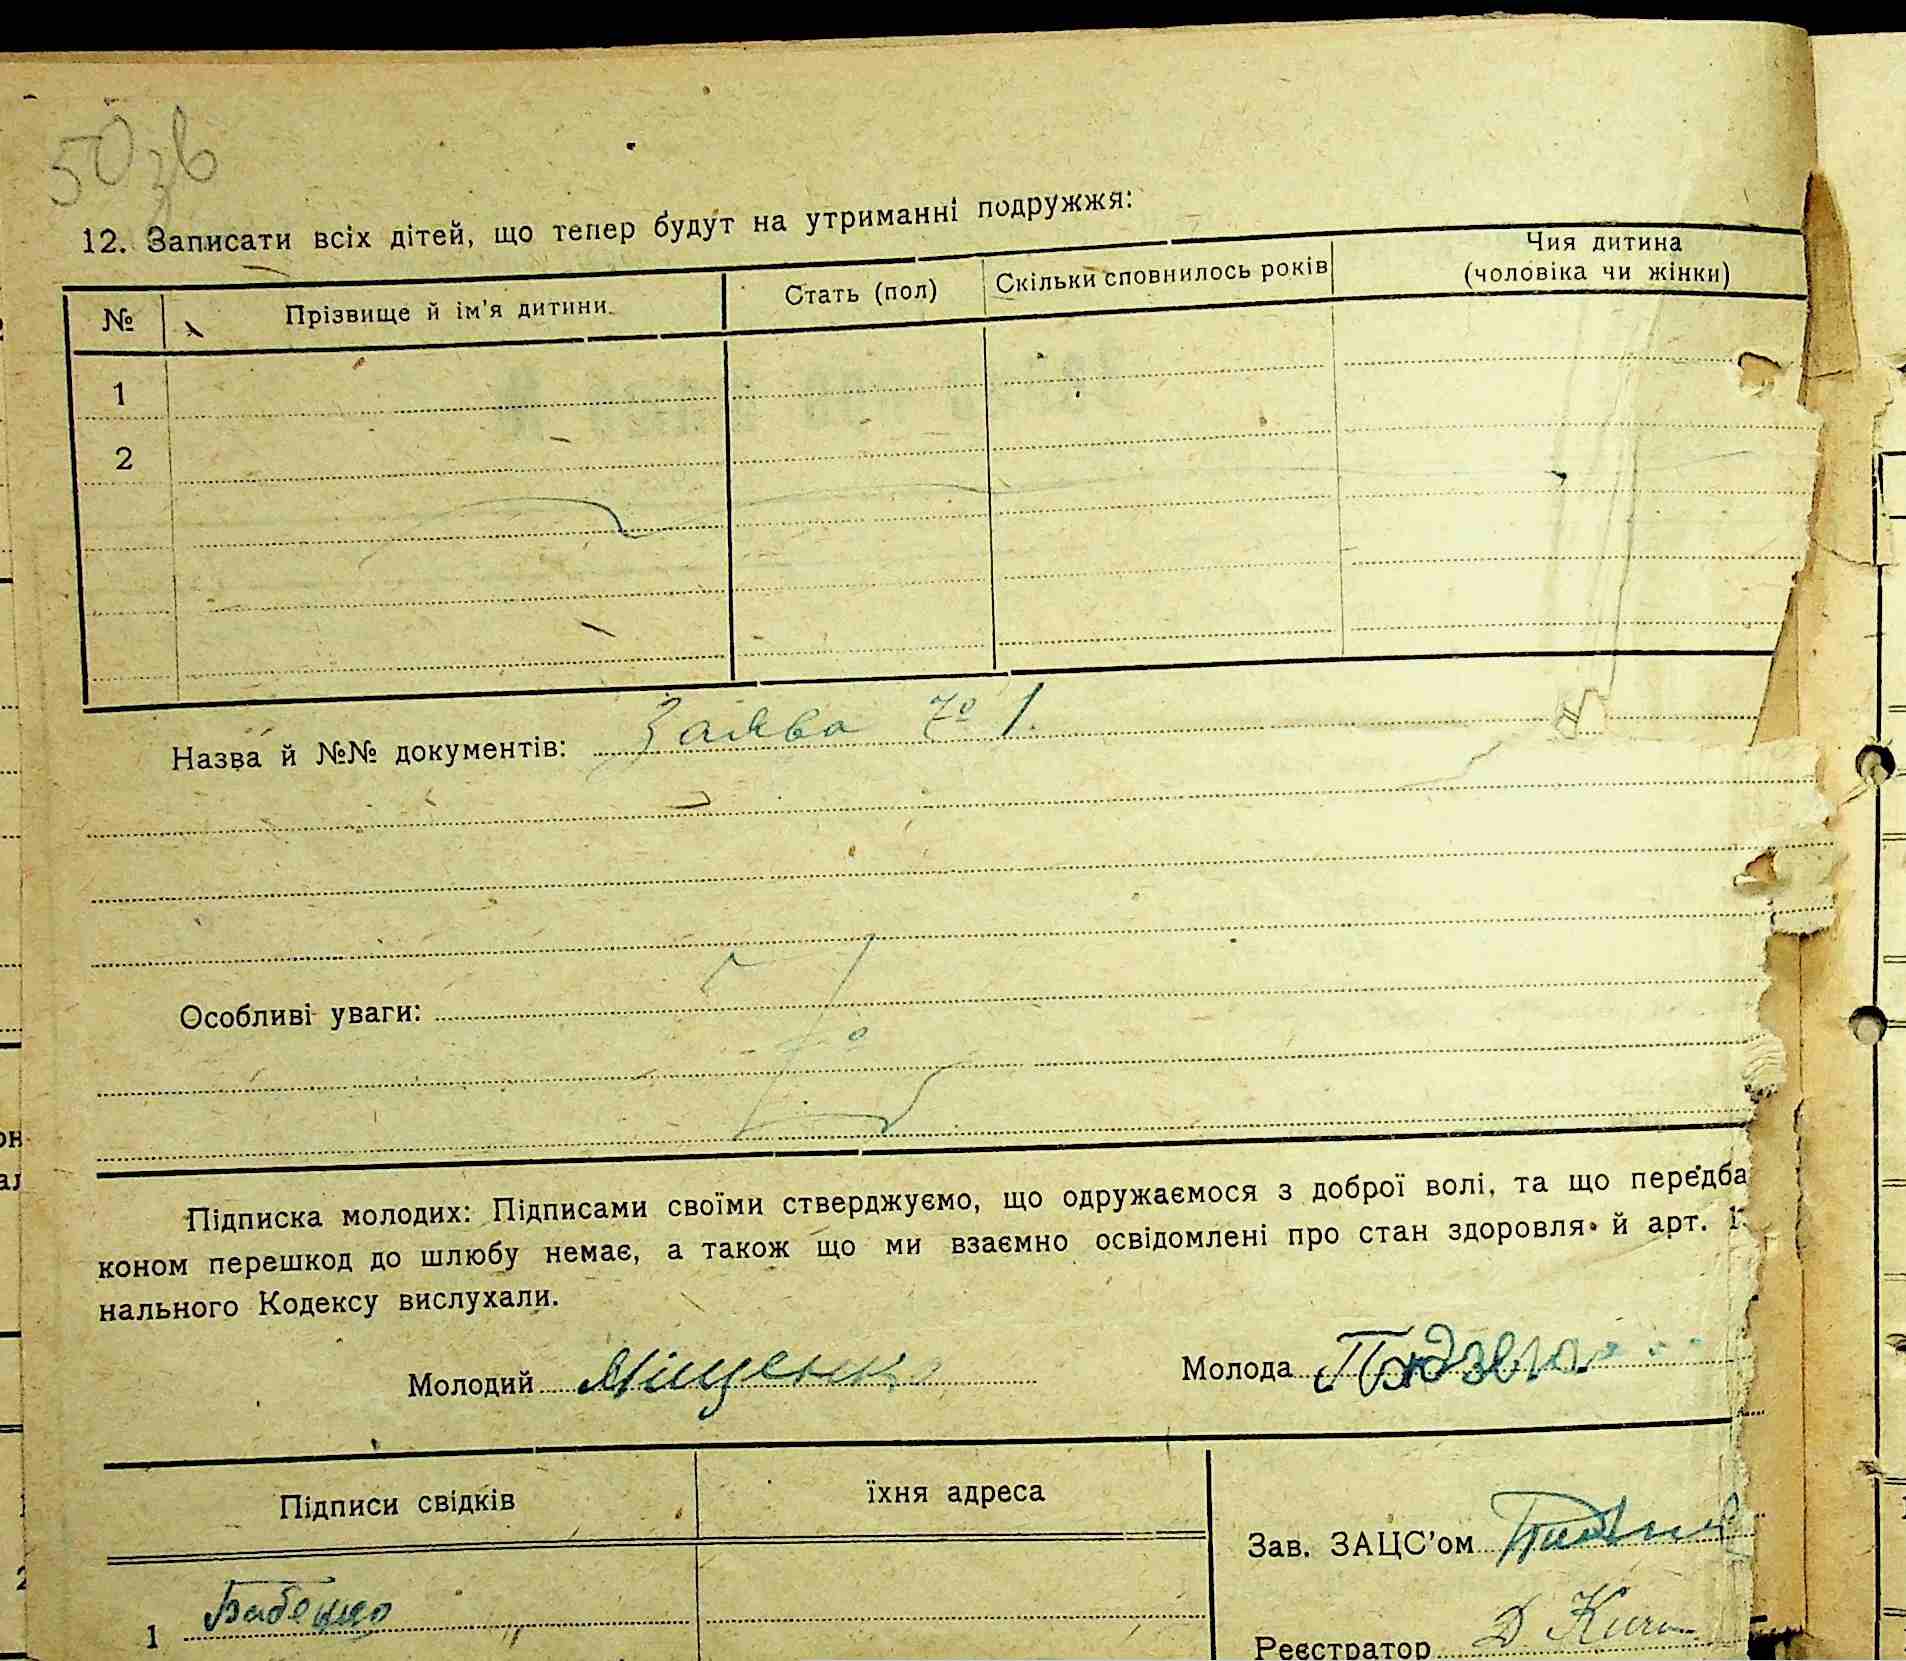 50 зв
12. Записати всіх дітей, що тепер будут на утриманні подружжя:
№ Прізвище й ім'я дитини Стать (пол) Скільки сповнилось років Чия дитина
(чоловіка чи жінки)
1
2
Назва й №№ документів: Заява № 1.
Особливі уваги:
Підписка молодих: Підписами своїми стверджуємо, що одружаємося з доброї волі, та що передба
коном перешкод до шлюбу немає, а також що ми взаємно освідомлені про стан здоровля й арт.
нального Кодексу вислухали.
Молодий Міщенко Молода
Підписи свідків їхня адреса
Зав. ЗАЦС'ом
1
Реєстратор